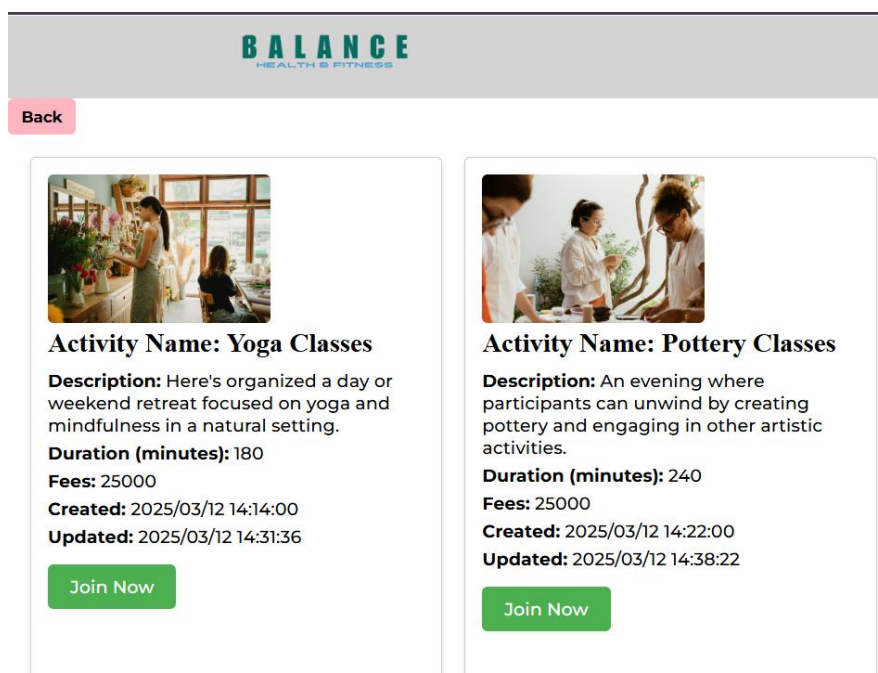 BALANCE
HEALTH & FITNESS
Back
Activity Name: Yoga Classes
Description: Here's organized a day or
weekend retreat focused on yoga and
mindfulness in a natural setting.
Duration (minutes): 180
Fees: 25000
Created: 2025/03/12 14:14:00
Updated: 2025/03/12 14:31:36
Join Now
Activity Name: Pottery Classes
Description: An evening where
participants can unwind by creating
pottery and engaging in other artistic
activities.
Duration (minutes): 240
Fees: 25000
Created: 2025/03/12 14:22:00
Updated: 2025/03/12 14:38:22
Join Now